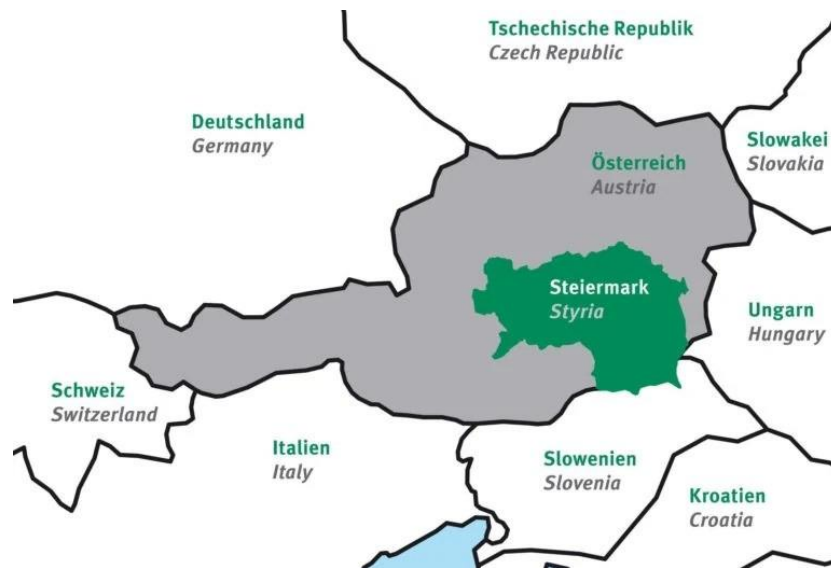 Tschechische Republik
Czech Republic
Deutschland
Germany
Slowakei
Slovakia
Österreich
Austria
Steiermark
Styria
Ungarn
Hungary
Schweiz
Switzerland
Italien
Italy
Slowenien
Slovenia
Kroatien
Croatia